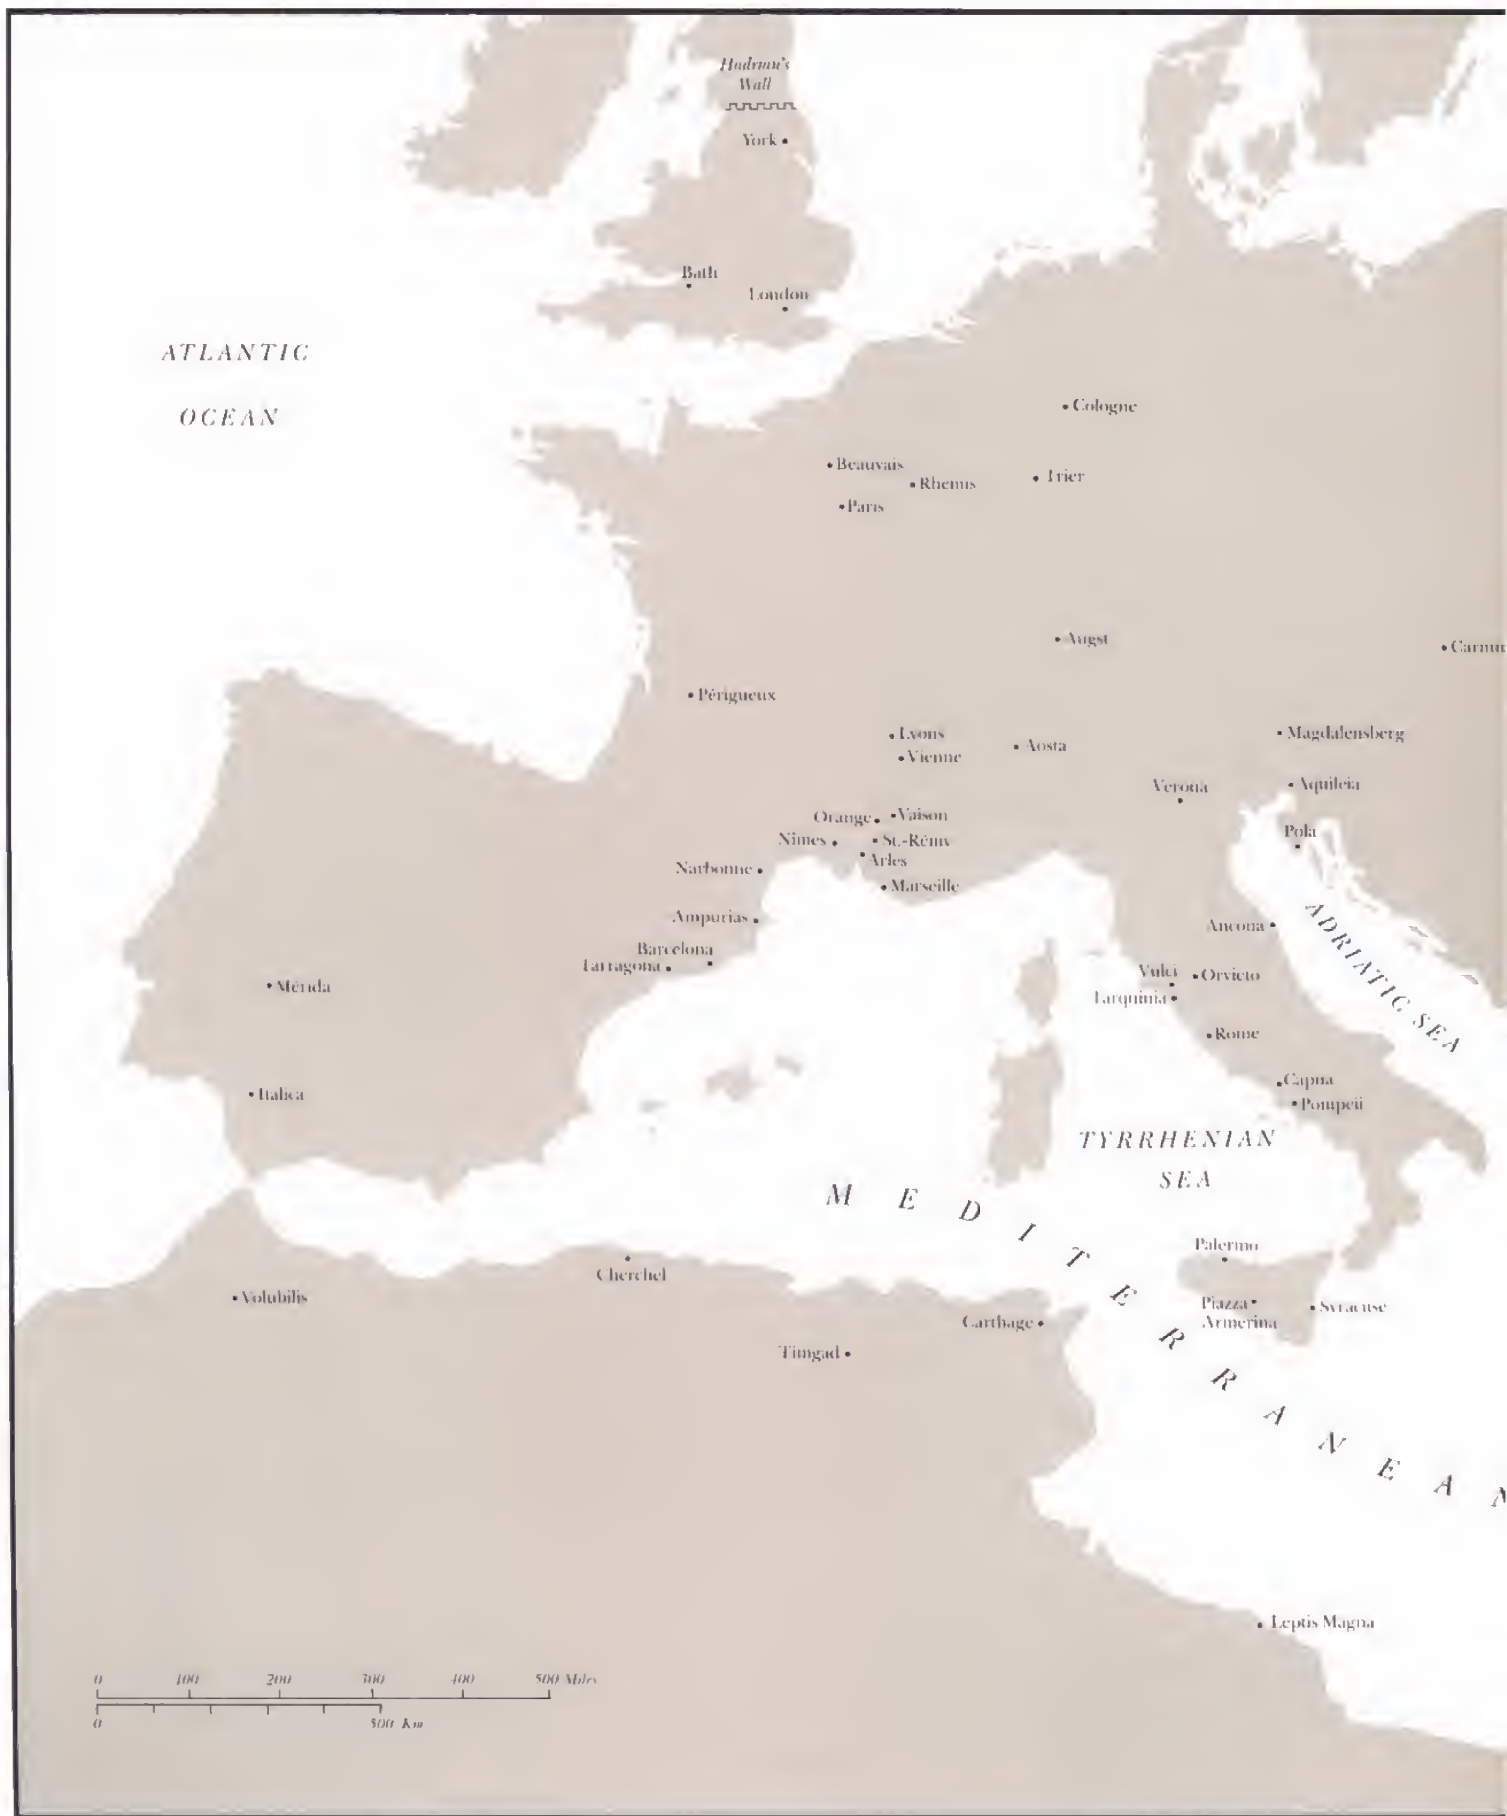 Hadrian's
Wall
York
Bath
London
ATLANTIC
OCEAN
Cologne
Beauvais
Rheims
Trier
Paris
Augst
Carnun
Périgueux
Lyons
Vienne
Aosta
Magdalensberg
Verona
Aquileia
Orange
Vaison
Nîmes
St.-Rémy
Arles
Pola
Narbonne
Marseille
Ampurias
Ancona
ADRIATIC SEA
Barcelona
Tarragona
Mérida
Vulci
Orvieto
Tarquinia
Rome
Italica
Capua
Pompeii
TYRRHENIAN
SEA
MEDITERRANEAN
Palermo
Cherchel
Volubilis
Piazza
Armerina
Syracuse
Carthage
Timgad
Leptis Magna
0 100 200 300 400 500 Miles
0 500 Km